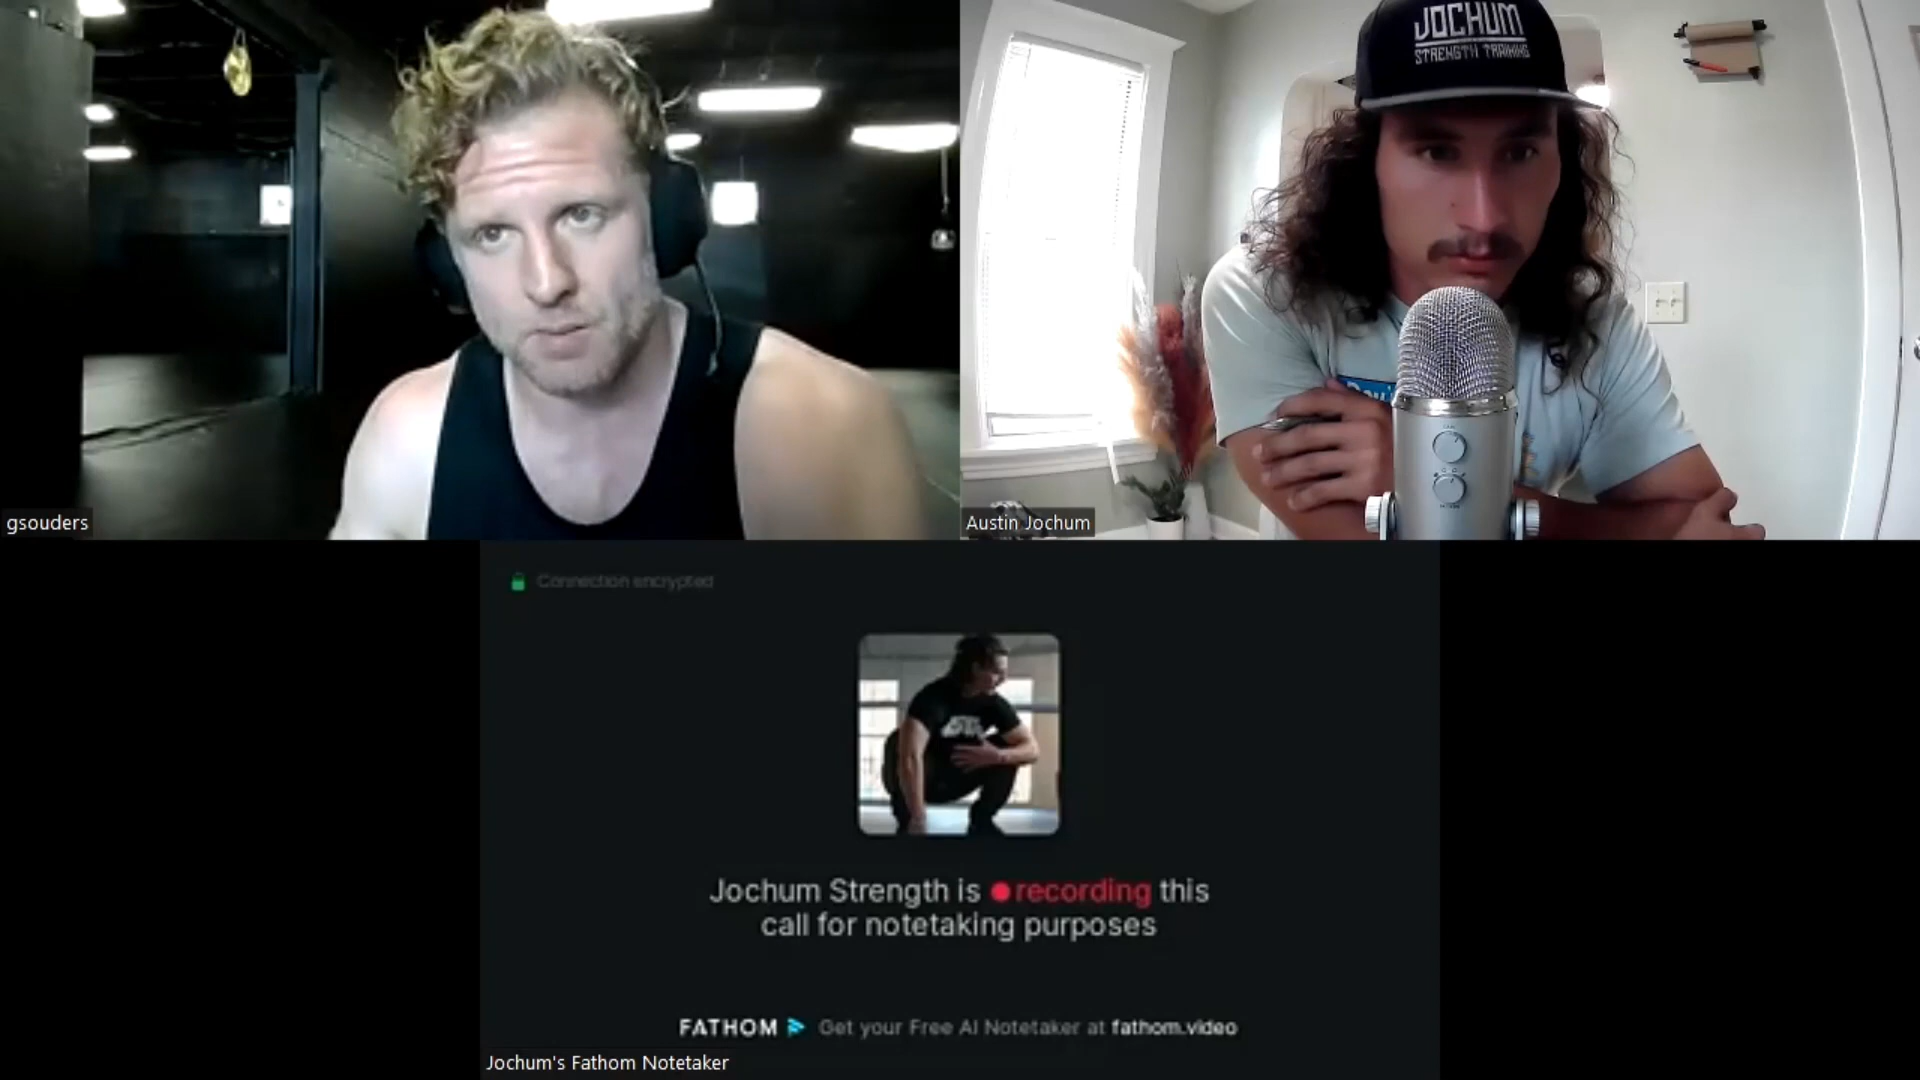 JOCHUM
STRENGTH TRAINING
gsouders
Austin Jochum
Connection encrypted
Jochum Strength is recording this
call for notetaking purposes
FATHOM Get your Free AI Notetaker at fathom.video
Jochum's Fathom Notetaker